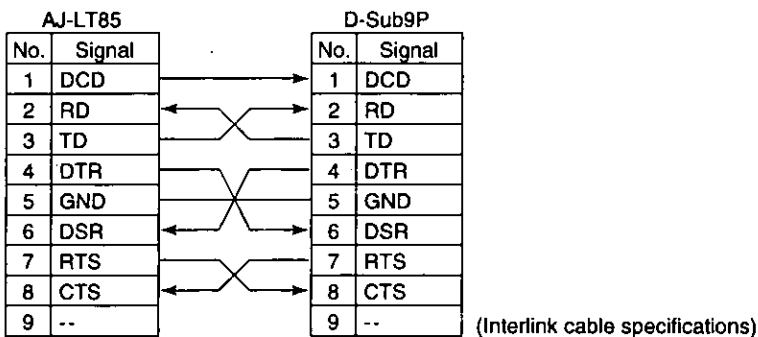 AJ-LT85 D-Sub9P
No. Signal No. Signal
1 DCD 1 DCD
2 RD 2 RD
3 TD 3 TD
4 DTR 4 DTR
5 GND 5 GND
6 DSR 6 DSR
7 RTS 7 RTS
8 CTS 8 CTS
9 -- 9 -- (Interlink cable specifications)